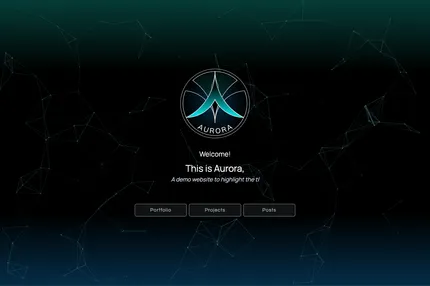 AURORA
Welcome!
This is Aurora,
A demo website to highlight the t!
Portfolio
Projects
Posts